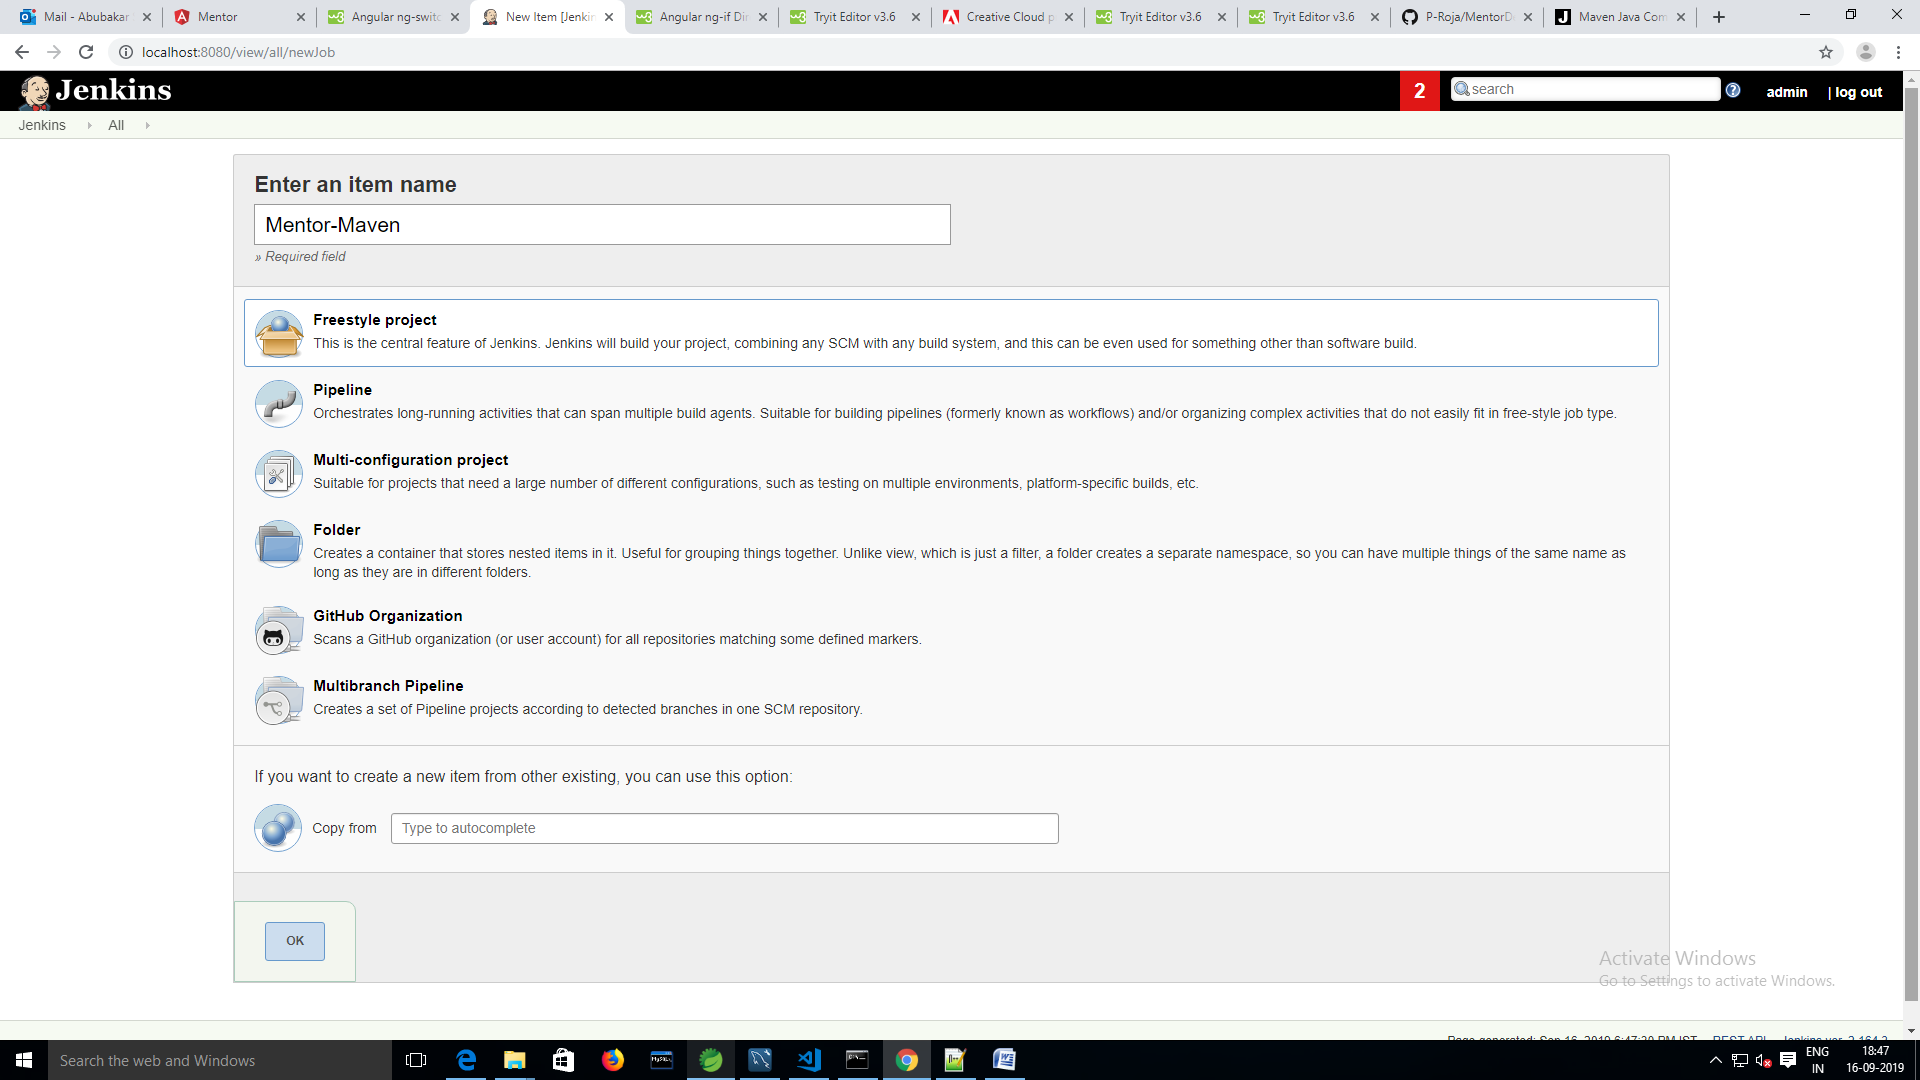 Mail - Abubakar
Mentor
Angular ng-switc
New Item [Jenkin
Angular ng-if Dir
Tryit Editor v3.6
Creative Cloud p
Tryit Editor v3.6
Tryit Editor v3.6
P-Roja/MentorD
Maven Java Com
localhost:8080/view/all/newJob
Jenkins
2
search
admin
| log out
Jenkins
All
Enter an item name
Mentor-Maven
» Required field
Freestyle project
This is the central feature of Jenkins. Jenkins will build your project, combining any SCM with any build system, and this can be even used for something other than software build.
Pipeline
Orchestrates long-running activities that can span multiple build agents. Suitable for building pipelines (formerly known as workflows) and/or organizing complex activities that do not easily fit in free-style job type.
Multi-configuration project
Suitable for projects that need a large number of different configurations, such as testing on multiple environments, platform-specific builds, etc.
Folder
Creates a container that stores nested items in it. Useful for grouping things together. Unlike view, which is just a filter, a folder creates a separate namespace, so you can have multiple things of the same name as
long as they are in different folders.
GitHub Organization
Scans a GitHub organization (or user account) for all repositories matching some defined markers.
Multibranch Pipeline
Creates a set of Pipeline projects according to detected branches in one SCM repository.
If you want to create a new item from other existing, you can use this option:
Copy from
Type to autocomplete
OK
Activate Windows
Go to Settings to activate Windows.
Search the web and Windows
ENG
IN
18:47
16-09-2019